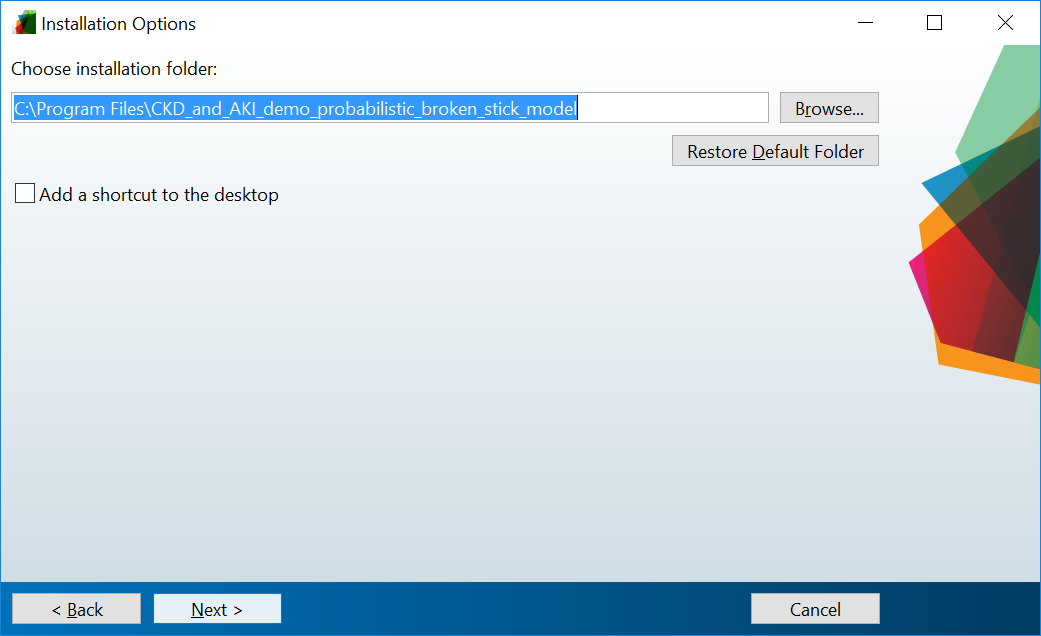 Installation Options
Choose installation folder:
C:\Program Files\CKD_and_AKI_demo_probabilistic_broken_stick_model
Browse...
Restore Default Folder
Add a shortcut to the desktop
< Back
Next >
Cancel